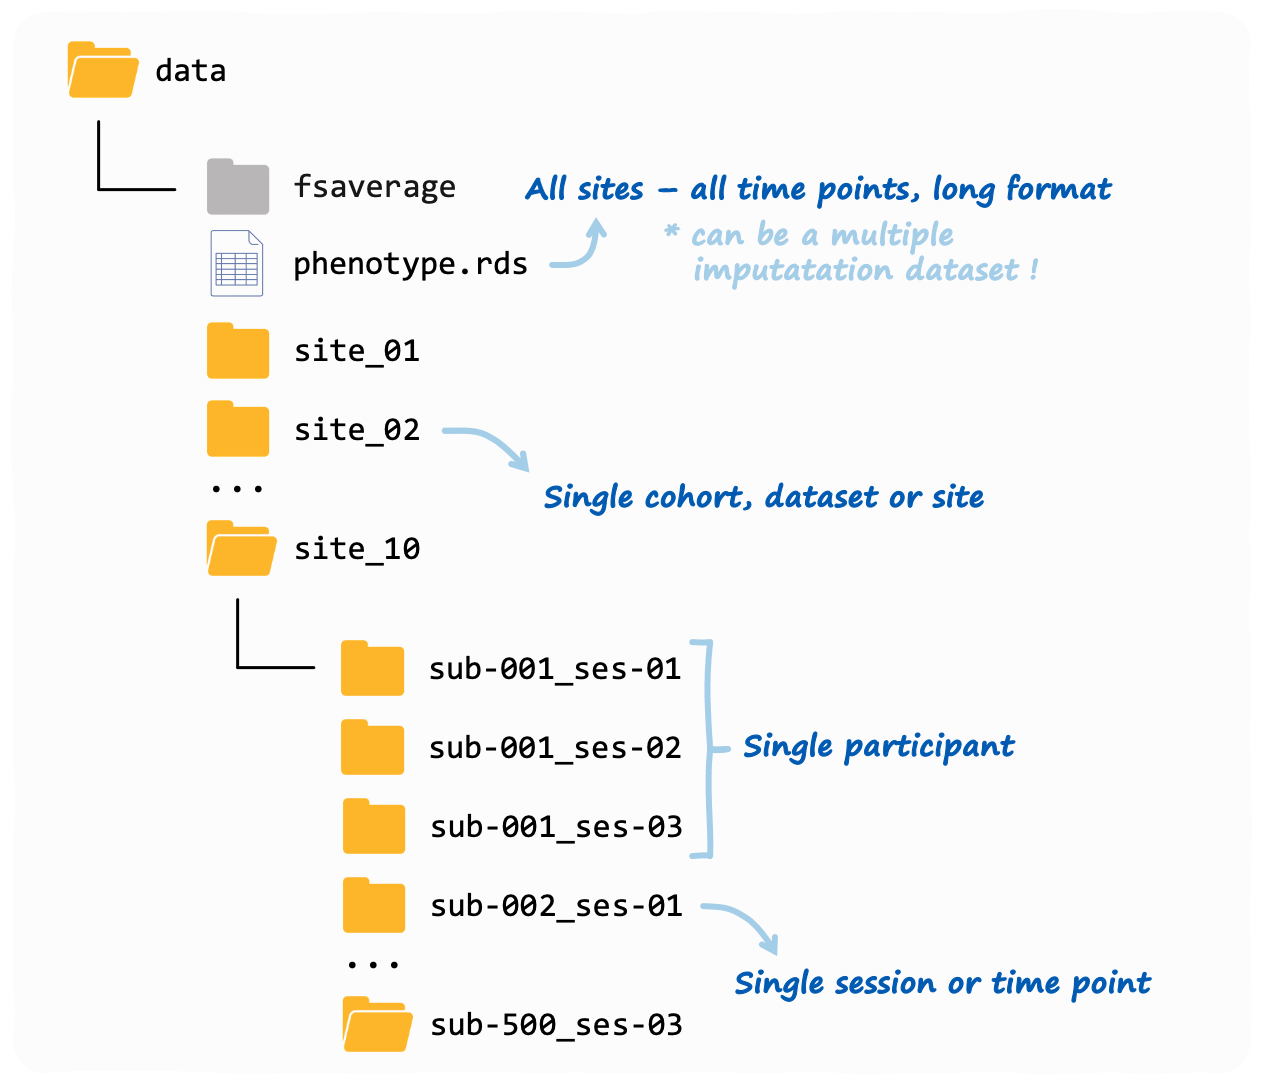 data
fsaverage
All sites – all time points, long format
* can be a multiple
imputatation dataset !
phenotype.rds
site_01
site_02
Single cohort, dataset or site
...
site_10
sub-001_ses-01
sub-001_ses-02
Single participant
sub-001_ses-03
sub-002_ses-01
...
Single session or time point
sub-500_ses-03